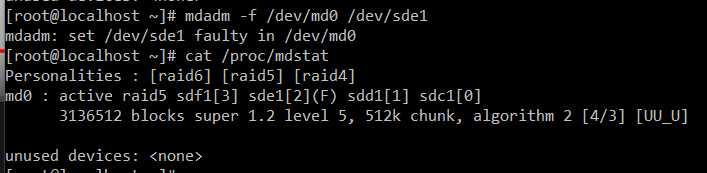 [root@localhost ~]# mdadm -f /dev/md0 /dev/sde1
mdadm: set /dev/sde1 faulty in /dev/md0
[root@localhost ~]# cat /proc/mdstat
Personalities : [raid6] [raid5] [raid4]
md0 : active raid5 sdf1[3] sde1[2](F) sdd1[1] sdc1[0]
      3136512 blocks super 1.2 level 5, 512k chunk, algorithm 2 [4/3] [UU_U]

unused devices: <none>